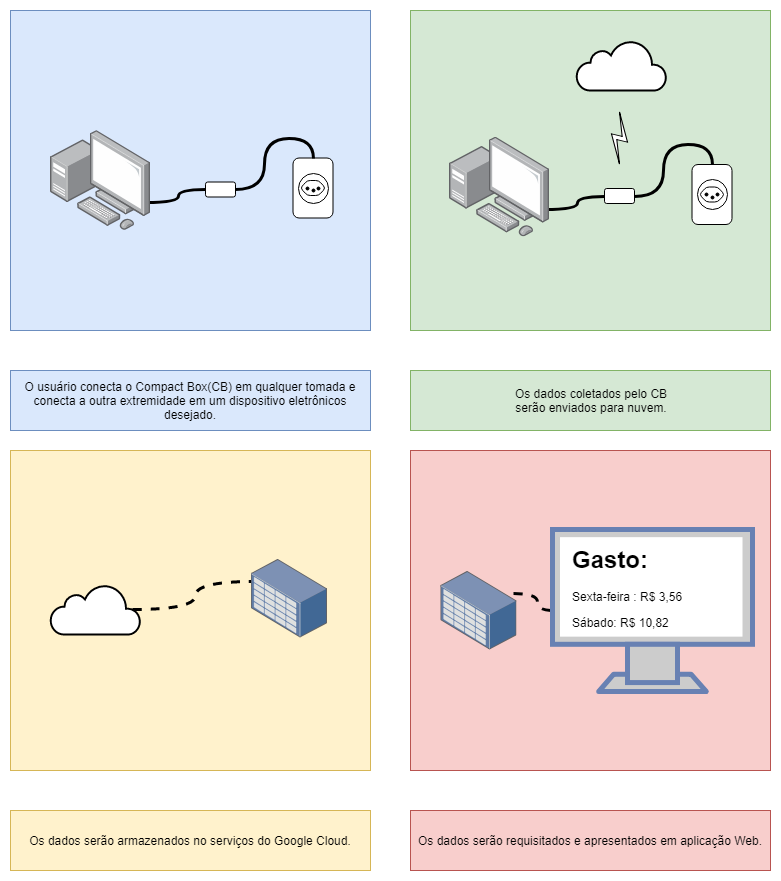 O usuário conecta o Compact Box(CB) em qualquer tomada e
conecta a outra extremidade em um dispositivo eletrônicos
desejado.
Os dados coletados pelo CB
serão enviados para nuvem.
Gasto:
Sexta-feira : R$ 3,56
Sábado: R$ 10,82
Os dados serão armazenados no serviços do Google Cloud.
Os dados serão requisitados e apresentados em aplicação Web.